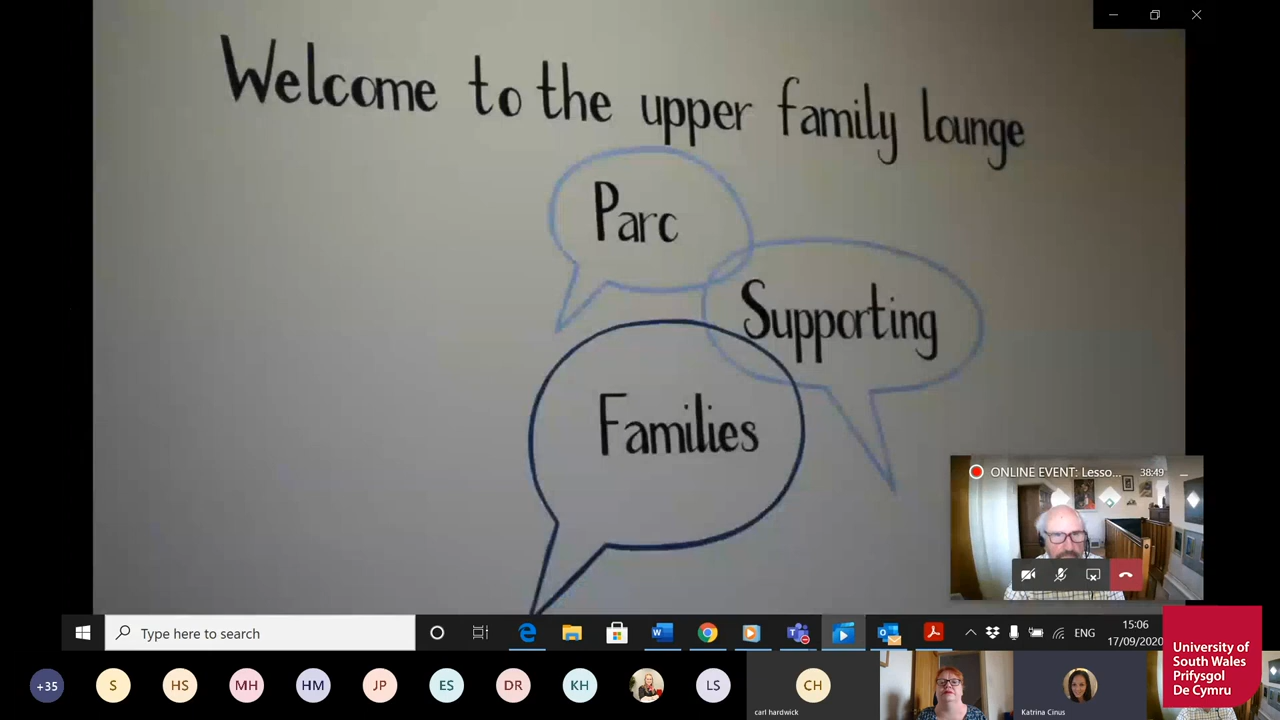 Welcome to the upper family lounge
Parc
Supporting
Families
ONLINE EVENT: Lesso...
38:49
Type here to search
ENG
15:06
17/09/2020
+35
S
HS
MH
HM
JP
ES
DR
KH
LS
CH
carl hardwick
Katrina Cinus
University of
South Wales
Prifysgol
De Cymru